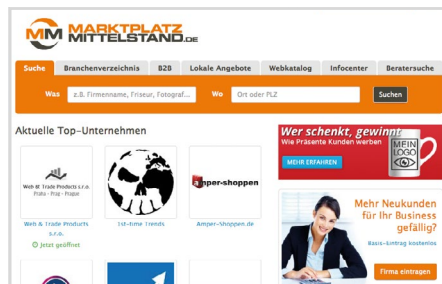 MM MARKTPLATZ
MITTELSTAND.DE
Suche Branchenverzeichnis B2B Lokale Angebote Webkatalog Infocenter Beratersuche
Was z.B. Firmenname, Friseur, Fotograf... Wo Ort oder PLZ Suchen
Aktuelle Top-Unternehmen
Web & Trade Products s.r.o.
Praha - Prag - Prague
amper-shoppen
Web & Trade Products
s.r.o.
Jetzt geöffnet
1st-time Trends
Amper-Shoppen.de
Wer schenkt, gewinnt
Wie Präsente Kunden werben
MEHR ERFAHREN
MEIN
LOGO
Mehr Neukunden
für Ihr Business
gefällig?
Basis-Eintrag kostenlos
Firma eintragen